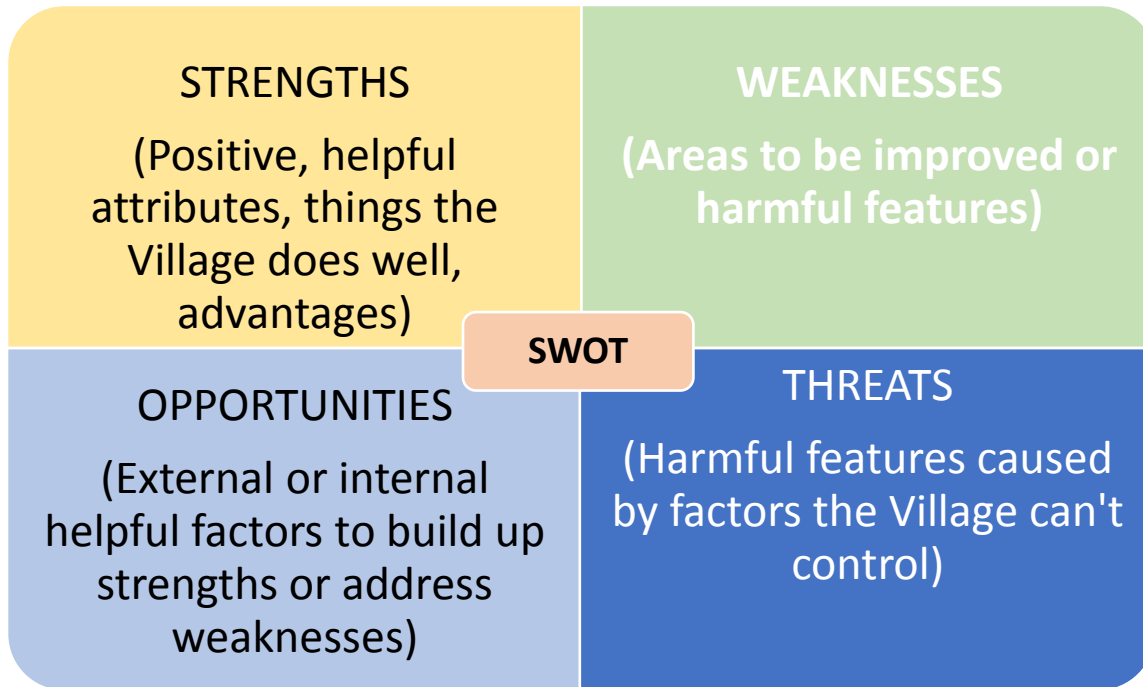 STRENGTHS
(Positive, helpful
attributes, things the
Village does well,
advantages)
WEAKNESSES
(Areas to be improved or
harmful features)
SWOT
OPPORTUNITIES
(External or internal
helpful factors to build up
strengths or address
weaknesses)
THREATS
(Harmful features caused
by factors the Village can't
control)